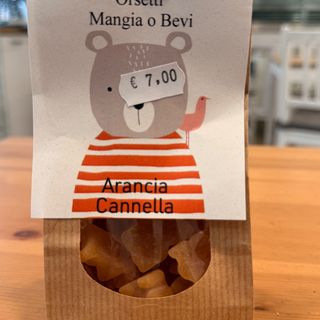 Orsetti
Mangia o Bevi
€ 7,00
Arancia
Cannella